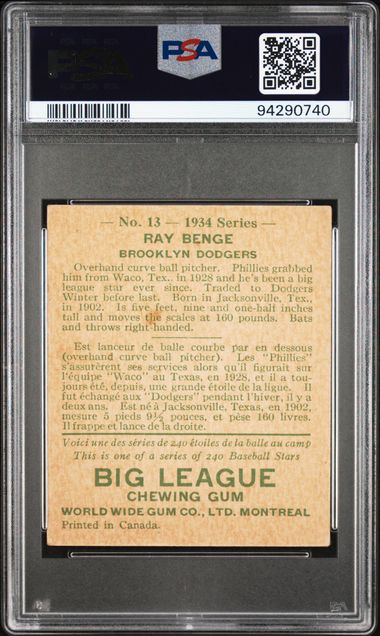 PSA
PSA
94290740
— No. 13 — 1934 Series —
RAY BENGE
BROOKLYN DODGERS
Overhand curve ball pitcher. Phillies grabbed
him from Waco, Tex., in 1928 and he's been a big
league star ever since. Traded to Dodgers
Winter before last. Born in Jacksonville, Tex.,
in 1902. Is five feet, nine and one-half inches
tall and moves the scales at 160 pounds. Bats
and throws right-handed.
Est lanceur de balle courbe par en dessous
(overhand curve ball pitcher). Les "Phillies"
s'assurèrent ses services alors qu'il figurait sur
l'équipe "Waco" au Texas, en 1928, et il a tou-
jours été, depuis, une grande étoile de la ligue. Il
fut échangé aux "Dodgers" pendant l'hiver, il y a
deux ans. Est né à Jacksonville, Texas, en 1902,
mesure 5 pieds 9½ pouces, et pèse 160 livres.
Il frappe et lance de la droite.
Voici une des séries de 240 étoiles de la balle au camp
This is one of a series of 240 Baseball Stars
BIG LEAGUE
CHEWING GUM
WORLD WIDE GUM CO., LTD. MONTREAL
Printed in Canada.